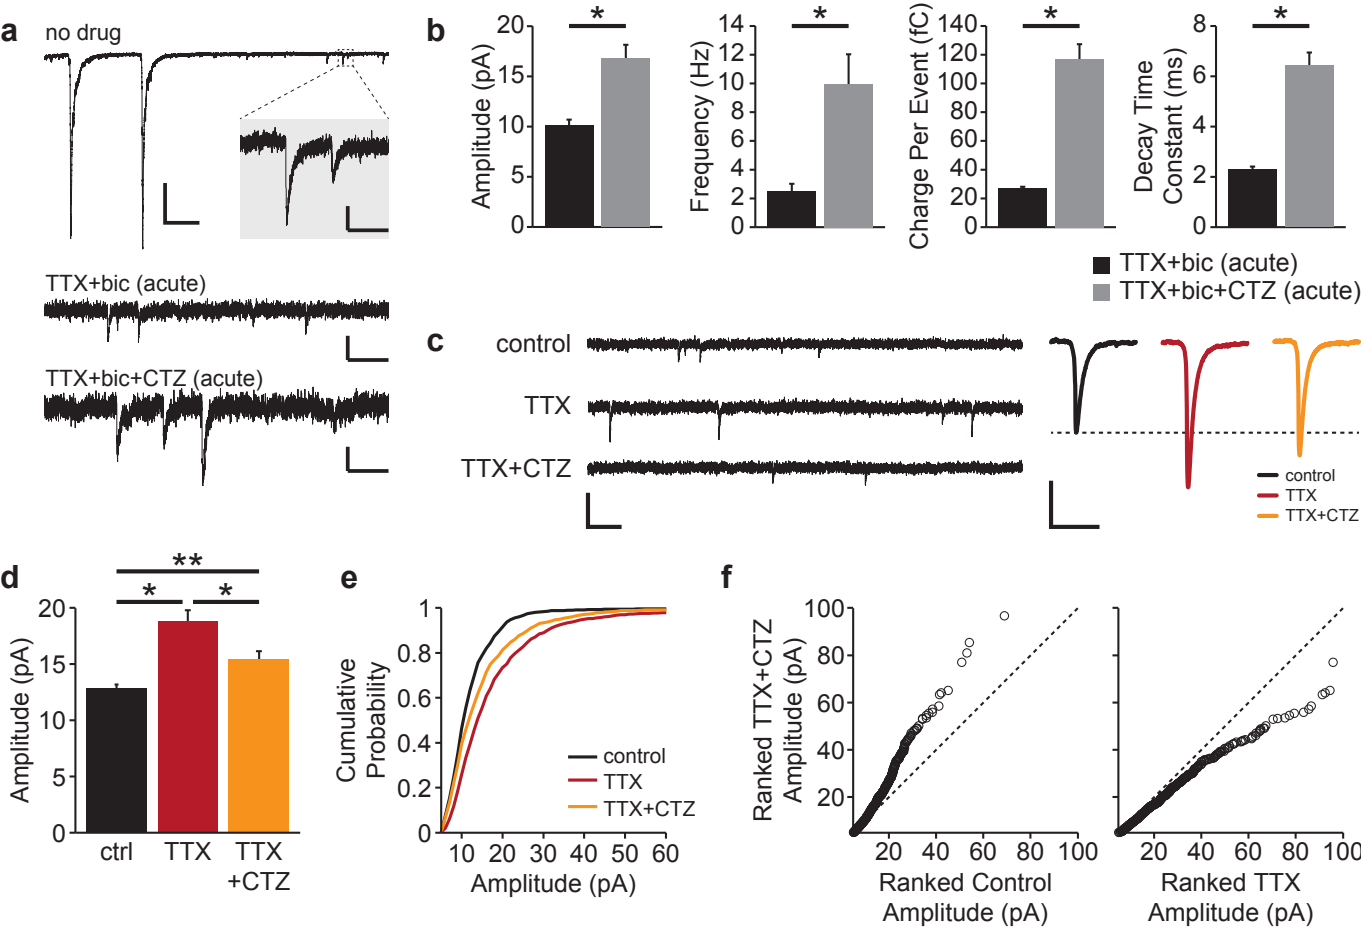 a
no drug
TTX+bic (acute)
TTX+bic+CTZ (acute)
b
Amplitude (pA)
20
15
10
5
0
*
Frequency (Hz)
14
12
10
8
6
4
2
0
*
Charge Per Event (fC)
140
120
100
80
60
40
20
0
*
Decay Time
Constant (ms)
8
6
4
2
0
*
TTX+bic (acute)
TTX+bic+CTZ (acute)
c
control
TTX
TTX+CTZ
control
TTX
TTX+CTZ
d
**
*
*
Amplitude (pA)
20
15
10
5
0
ctrl
TTX
TTX
+CTZ
e
Cumulative
Probability
1
0.8
0.6
0.4
0.2
0
control
TTX
TTX+CTZ
10 20 30 40 50 60
Amplitude (pA)
f
Ranked TTX+CTZ
Amplitude (pA)
100
80
60
40
20
20 40 60 80 100
Ranked Control
Amplitude (pA)
20 40 60 80 100
Ranked TTX
Amplitude (pA)